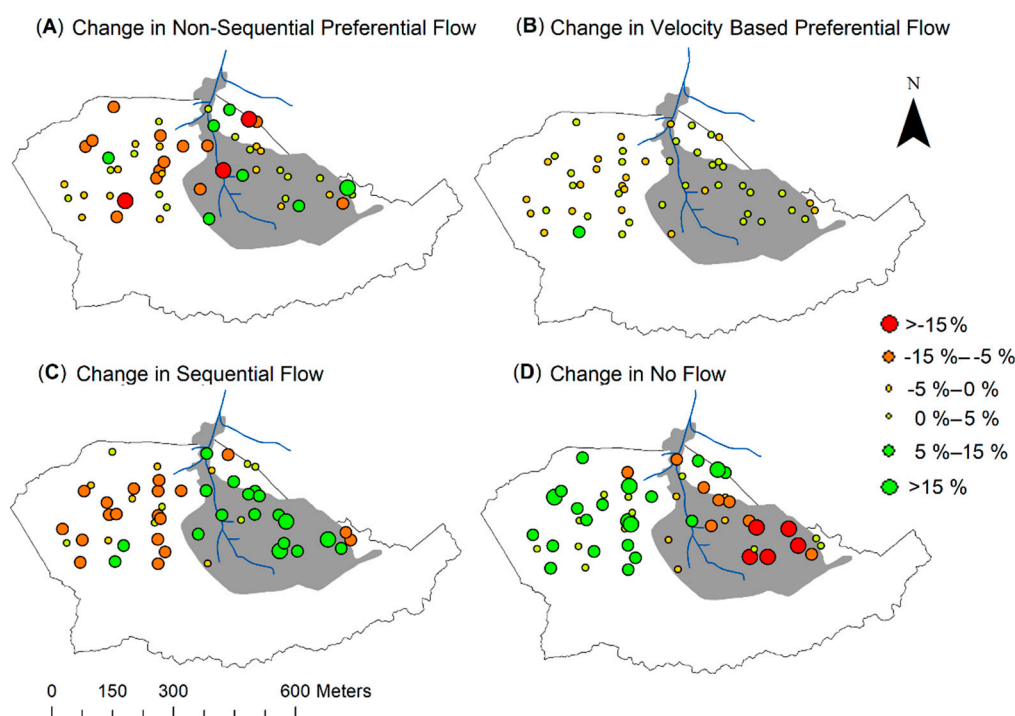 (A) Change in Non-Sequential Preferential Flow
(B) Change in Velocity Based Preferential Flow
N
>-15 %
-15 %–-5 %
-5 %–0 %
0 %–5 %
5 %–15 %
>15 %
(C) Change in Sequential Flow
(D) Change in No Flow
0 150 300 600 Meters